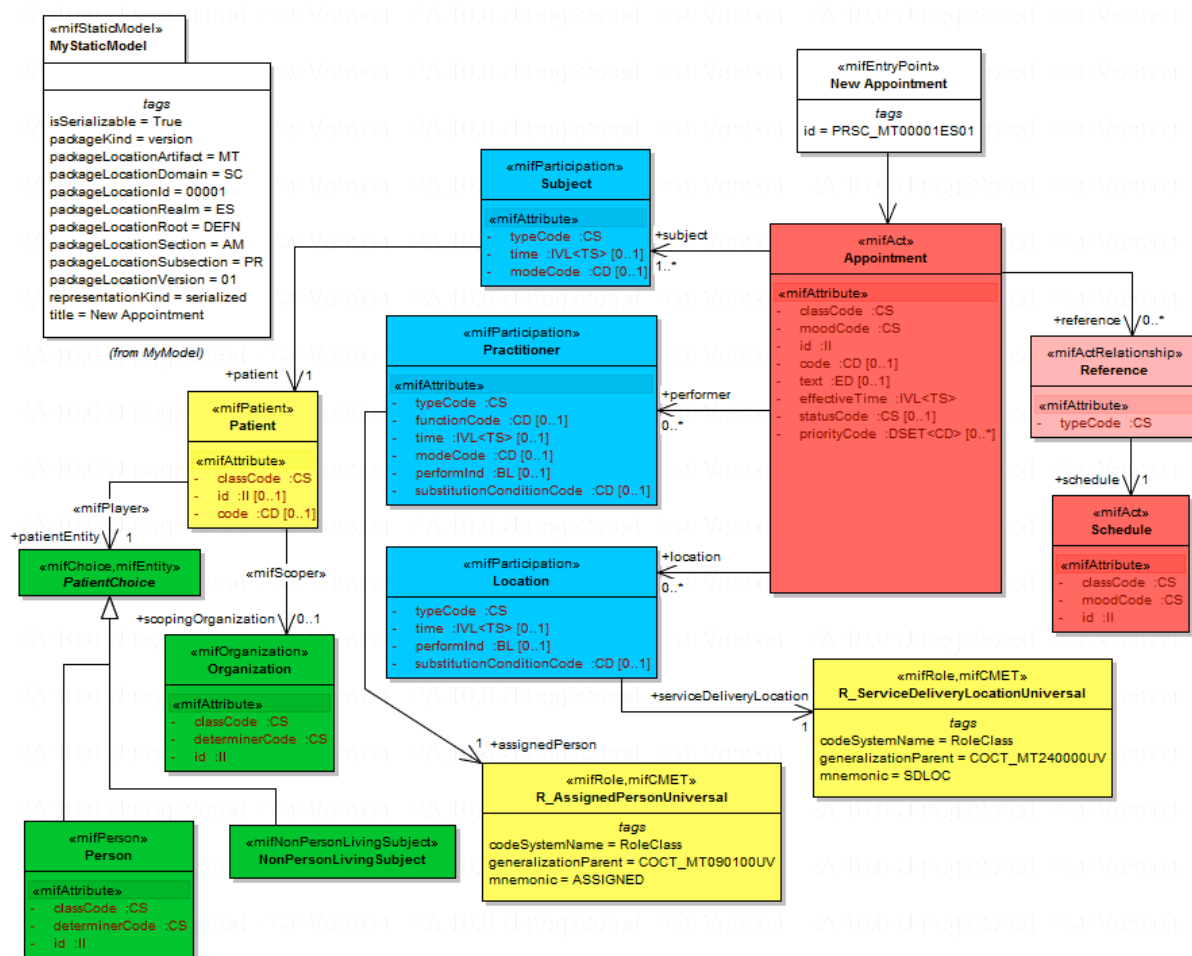 «mifStaticModel»
MyStaticModel
tags
isSerializable = True
packageKind = version
packageLocationArtifact = MT
packageLocationDomain = SC
packageLocationId = 00001
packageLocationRealm = ES
packageLocationRoot = DEFN
packageLocationSection = AM
packageLocationSubsection = PR
packageLocationVersion = 01
representationKind = serialized
title = New Appointment
(from MyModel)
«mifEntryPoint»
New Appointment
tags
id = PRSC_MT00001ES01
«mifParticipation»
Subject
«mifAttribute»
- typeCode :CS
- time :IVL<TS> [0..1]
- modeCode :CD [0..1]
+subject
1..*
«mifAct»
Appointment
«mifAttribute»
- classCode :CS
- moodCode :CS
- id :II
- code :CD [0..1]
- text :ED [0..1]
- effectiveTime :IVL<TS>
- statusCode :CS [0..1]
- priorityCode :DSET<CD> [0..*]
+reference
0..*
«mifActRelationship»
Reference
«mifAttribute»
- typeCode :CS
+schedule
1
«mifAct»
Schedule
«mifAttribute»
- classCode :CS
- moodCode :CS
- id :II
«mifParticipation»
Practitioner
«mifAttribute»
- typeCode :CS
- functionCode :CD [0..1]
- time :IVL<TS> [0..1]
- modeCode :CD [0..1]
- performInd :BL [0..1]
- substitutionConditionCode :CD [0..1]
+performer
0..*
+patient
1
«mifPatient»
Patient
«mifAttribute»
- classCode :CS
- id :II [0..1]
- code :CD [0..1]
«mifPlayer»
+patientEntity
1
«mifChoice,mifEntity»
PatientChoice
«mifScoper»
+scopingOrganization
0..1
«mifOrganization»
Organization
«mifAttribute»
- classCode :CS
- determinerCode :CS
- id :II
«mifParticipation»
Location
«mifAttribute»
- typeCode :CS
- time :IVL<TS> [0..1]
- performInd :BL [0..1]
- substitutionConditionCode :CD [0..1]
+location
0..*
+serviceDeliveryLocation
1
«mifRole,mifCMET»
R_ServiceDeliveryLocationUniversal
tags
codeSystemName = RoleClass
generalizationParent = COCT_MT240000UV
mnemonic = SDLOC
1
+assignedPerson
«mifRole,mifCMET»
R_AssignedPersonUniversal
tags
codeSystemName = RoleClass
generalizationParent = COCT_MT090100UV
mnemonic = ASSIGNED
«mifPerson»
Person
«mifAttribute»
- classCode :CS
- determinerCode :CS
- id :II
«mifNonPersonLivingSubject»
NonPersonLivingSubject